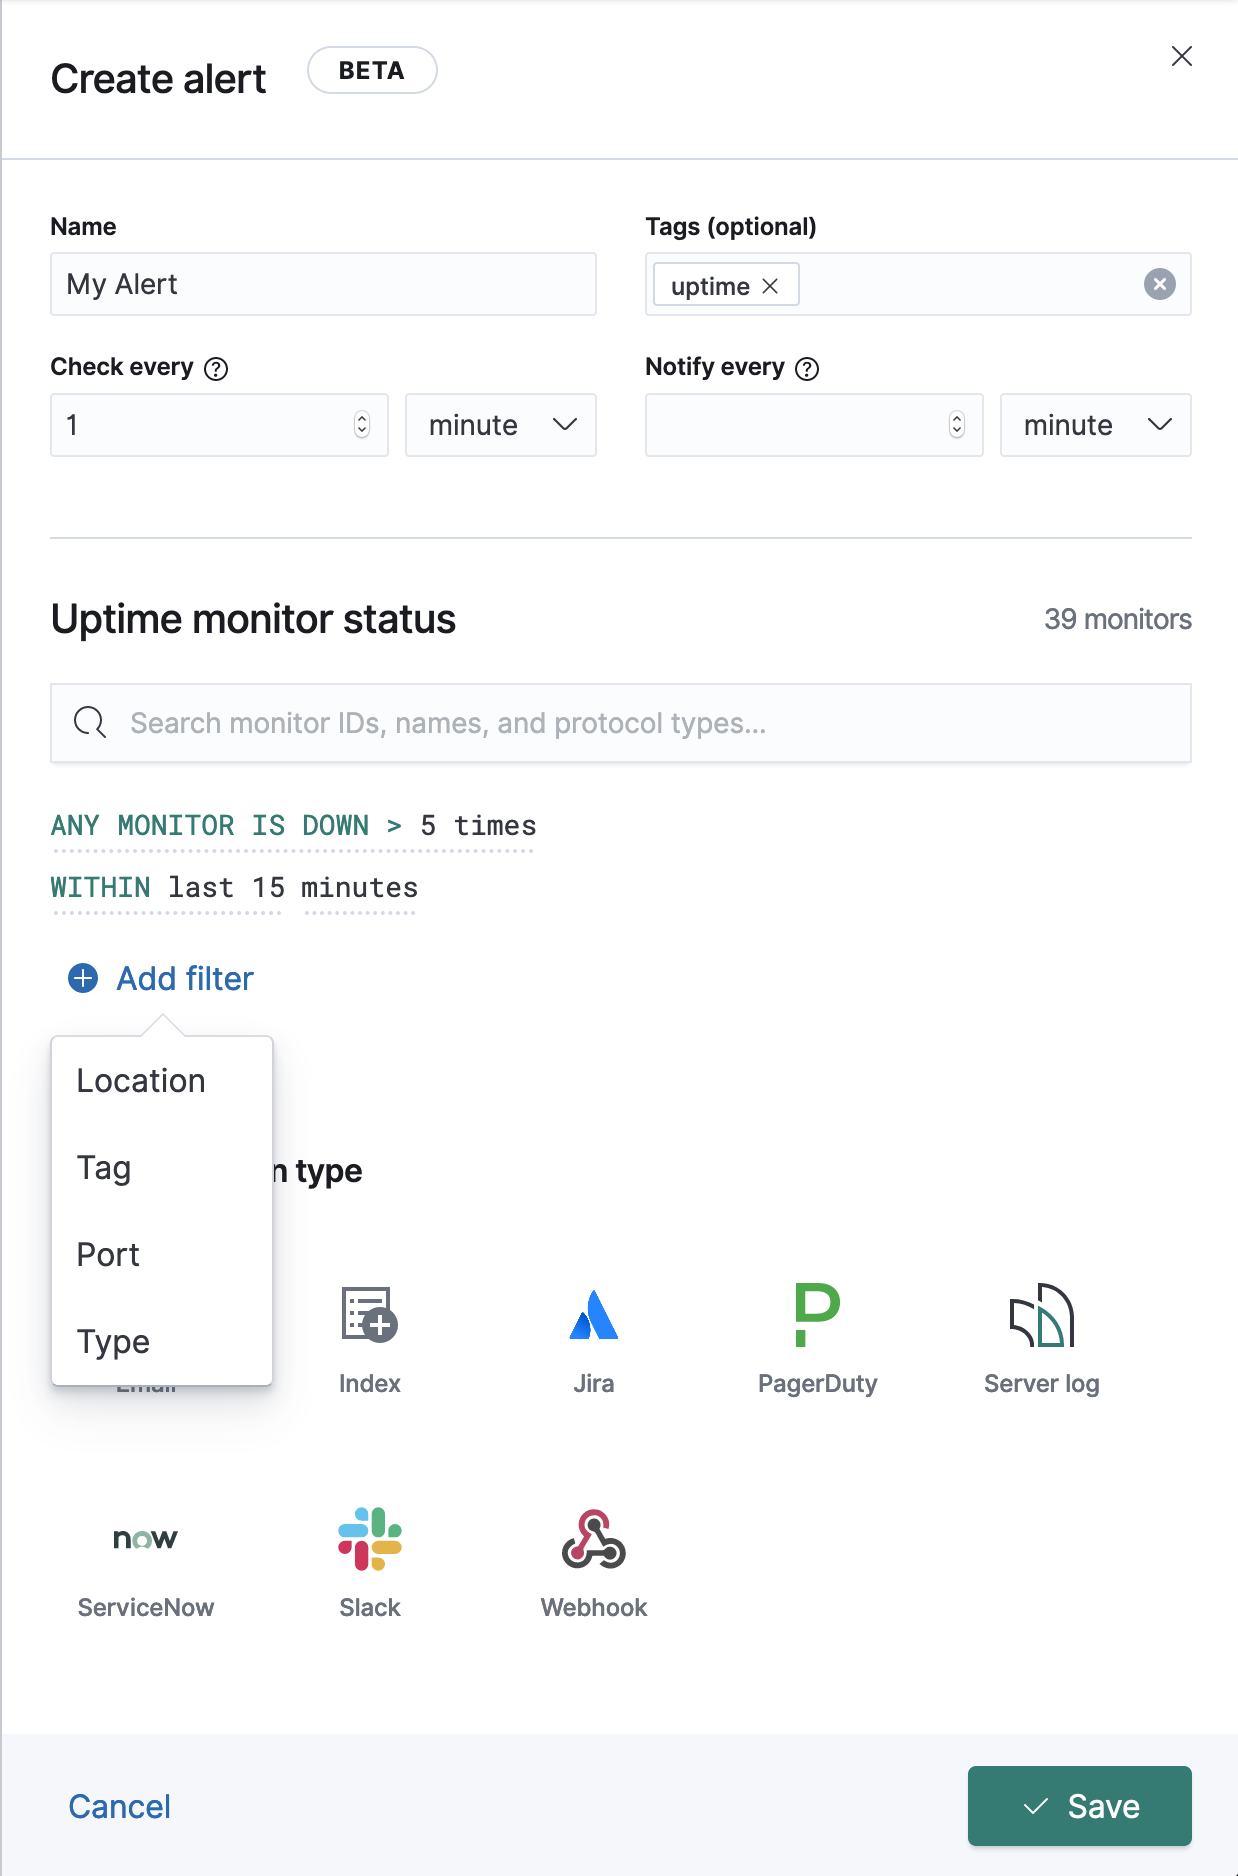 Create alert BETA
Name
Tags (optional)
My Alert
uptime
Check every
Notify every
1 minute
minute
Uptime monitor status
39 monitors
Search monitor IDs, names, and protocol types...
ANY MONITOR IS DOWN > 5 times
WITHIN last 15 minutes
Add filter
Location
Tag
Port
Type
type
Index
Jira
PagerDuty
Server log
now
ServiceNow
Slack
Webhook
Cancel
Save